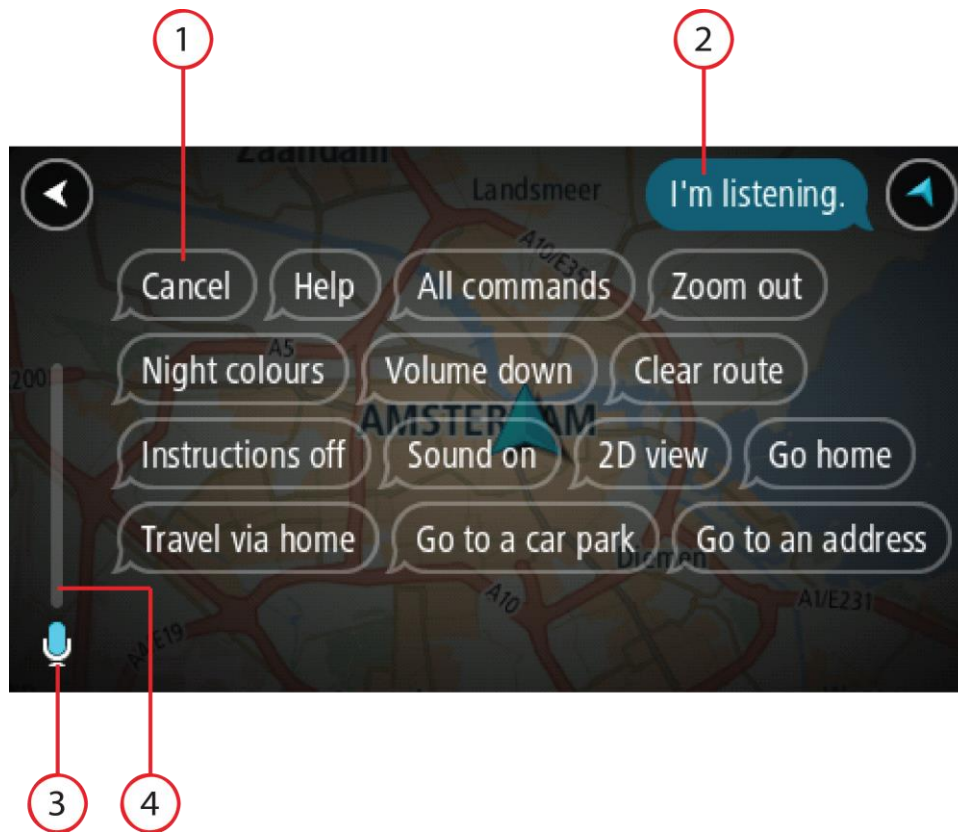 1 2
Zaandam
Landsmeer
I'm listening.
A10/E35
Cancel Help All commands Zoom out
A5
200
Night colours Volume down Clear route
AMSTERDAM
Instructions off Sound on 2D view Go home
Travel via home Go to a car park Go to an address
Diemen
A10
A1/E231
A4/E19
3 4